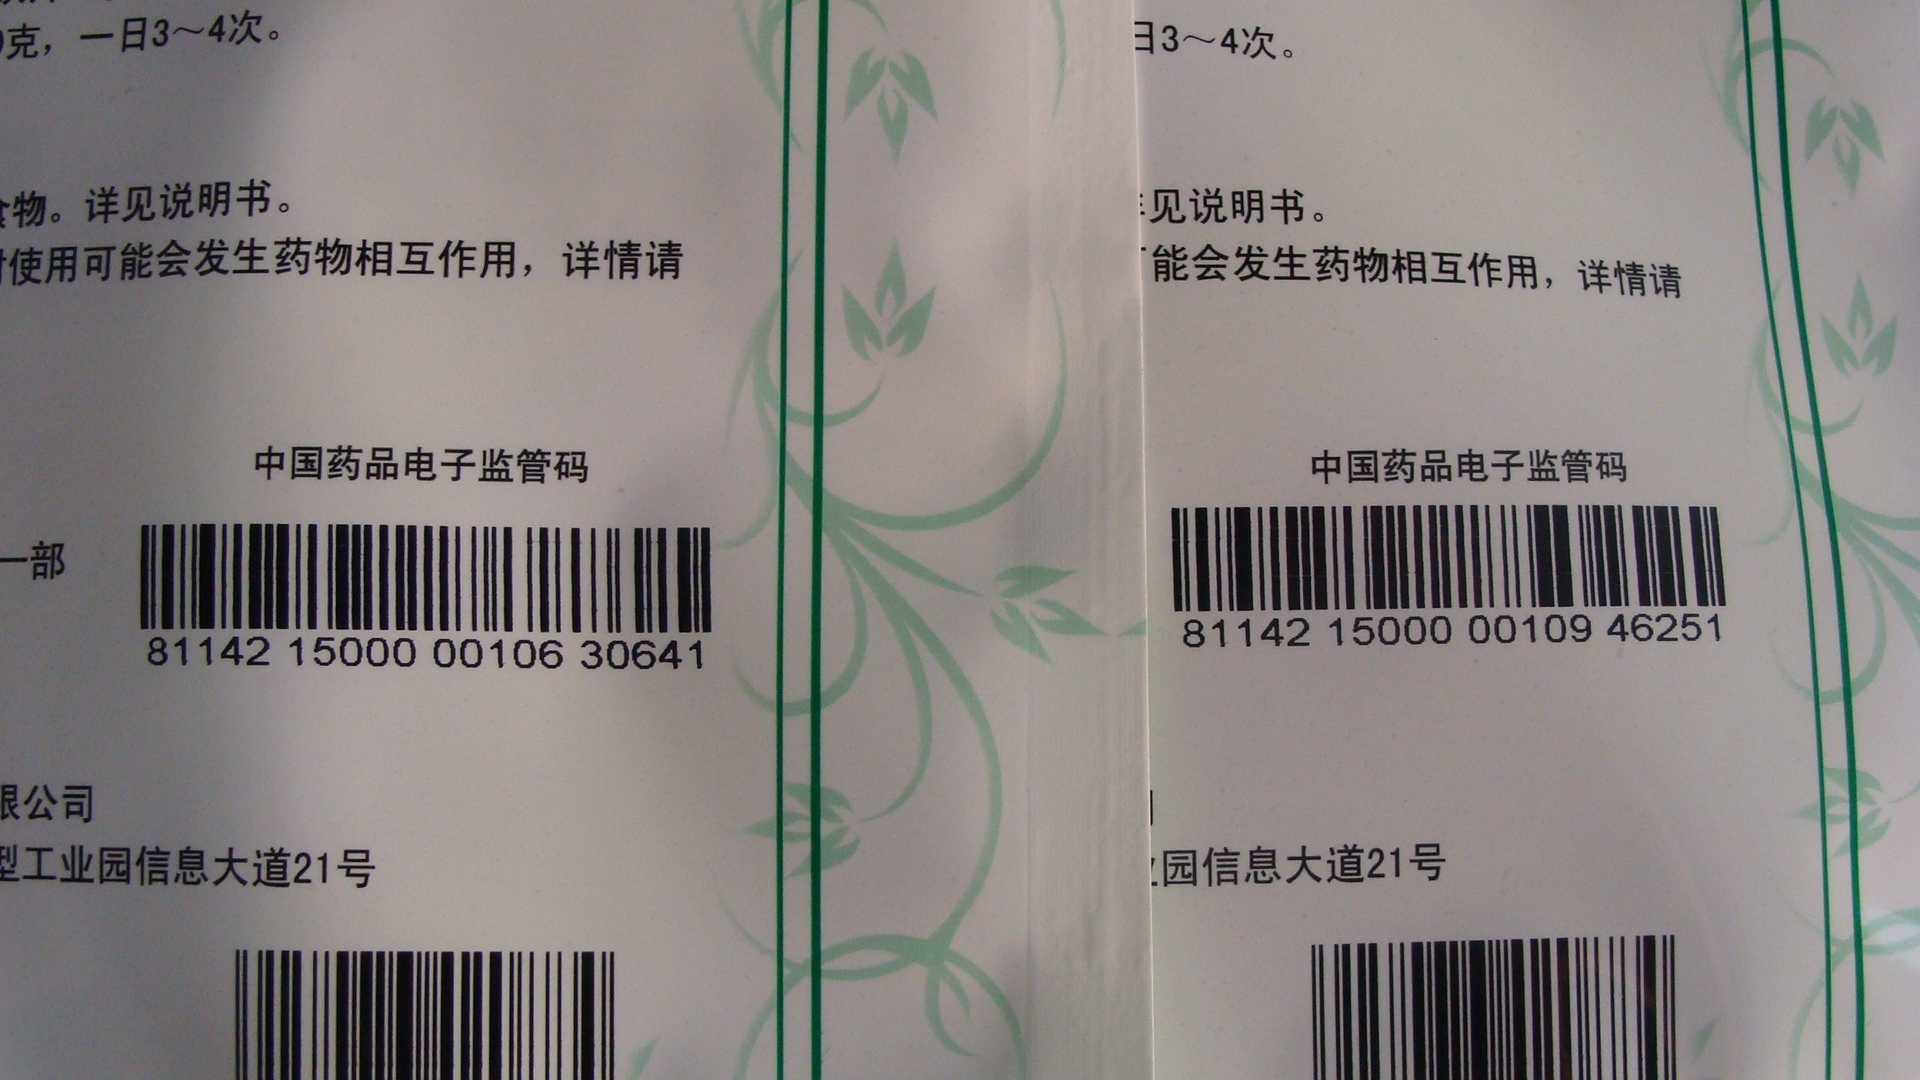 克，一日3～4次。
物。详见说明书。
使用可能会发生药物相互作用，详情请
中国药品电子监管码
一部
81142 15000 00106 30641
限公司
型工业园信息大道21号
日3～4次。
见说明书。
能会发生药物相互作用，详情请
中国药品电子监管码
81142 15000 00109 46251
园信息大道21号